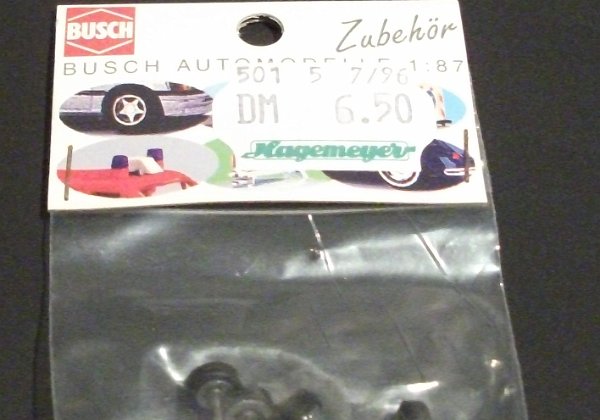 BUSCH
Zubehör
BUSCH AUTOMODELLE 1:87
501 5 7/96
DM 6.50
Hagemeyer